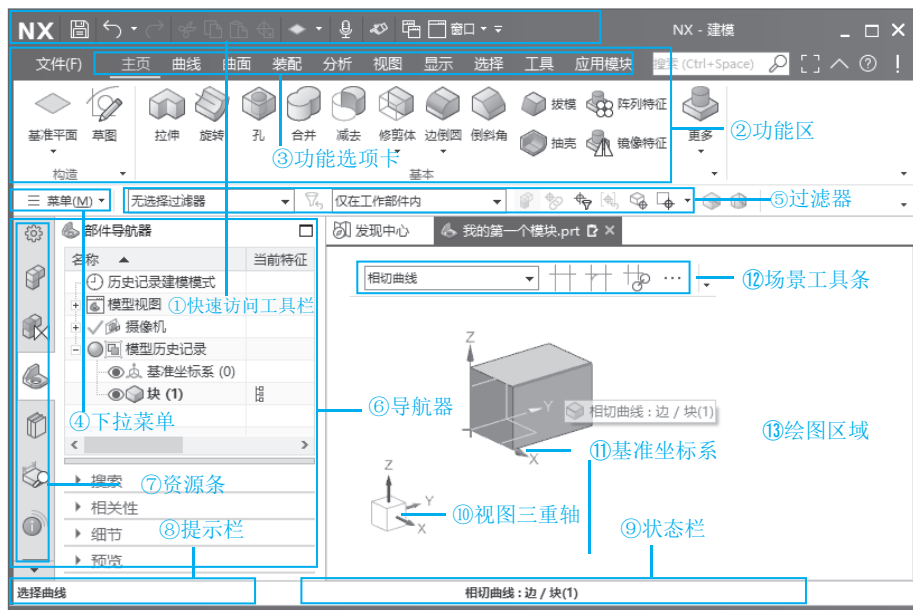 NX 窗口 NX - 建模
文件(F) 主页 曲线 曲面 装配 分析 视图 显示 选择 工具 应用模块 搜索 (Ctrl+Space)
基准平面 草图 拉伸 旋转 孔 合并 减去 修剪体 边倒圆 倒斜角 拔模 阵列特征 更多
抽壳 镜像特征
②功能区
③功能选项卡
构造 基本
菜单(M) 无选择过滤器 仅在工作部件内 ⑤过滤器
部件导航器 发现中心 我的第一个模块.prt
名称 当前特征
历史记录建模模式
相切曲线 ⑫场景工具条
模型视图 ①快速访问工具栏
摄像机
模型历史记录
基准坐标系 (0)
块 (1)
④下拉菜单
⑥导航器
Z
Y
X
相切曲线 : 边 / 块(1)
⑬绘图区域
⑪基准坐标系
搜索 ⑦资源条
相关性
⑧提示栏
细节
预览
Z
Y
X
⑩视图三重轴
⑨状态栏
选择曲线 相切曲线 : 边 / 块(1)